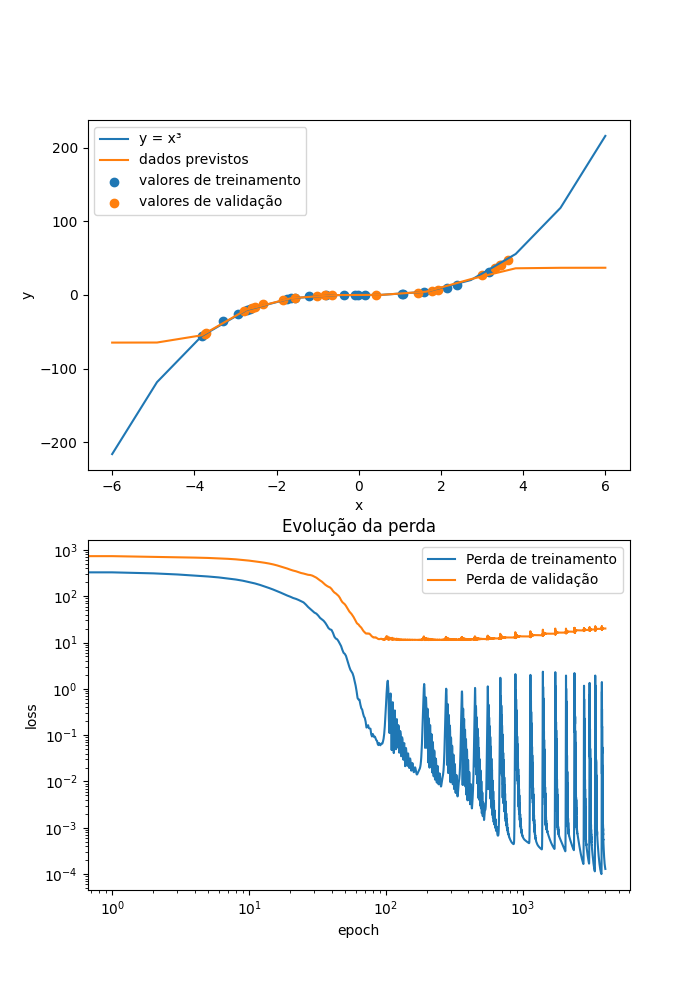 y = x³
dados previstos
valores de treinamento
valores de validação
200
100
0
−100
−200
y
−6 −4 −2 0 2 4 6
x
Evolução da perda
Perda de treinamento
Perda de validação
10³
10²
10¹
10⁰
10⁻¹
10⁻²
10⁻³
10⁻⁴
loss
10⁰ 10¹ 10² 10³
epoch